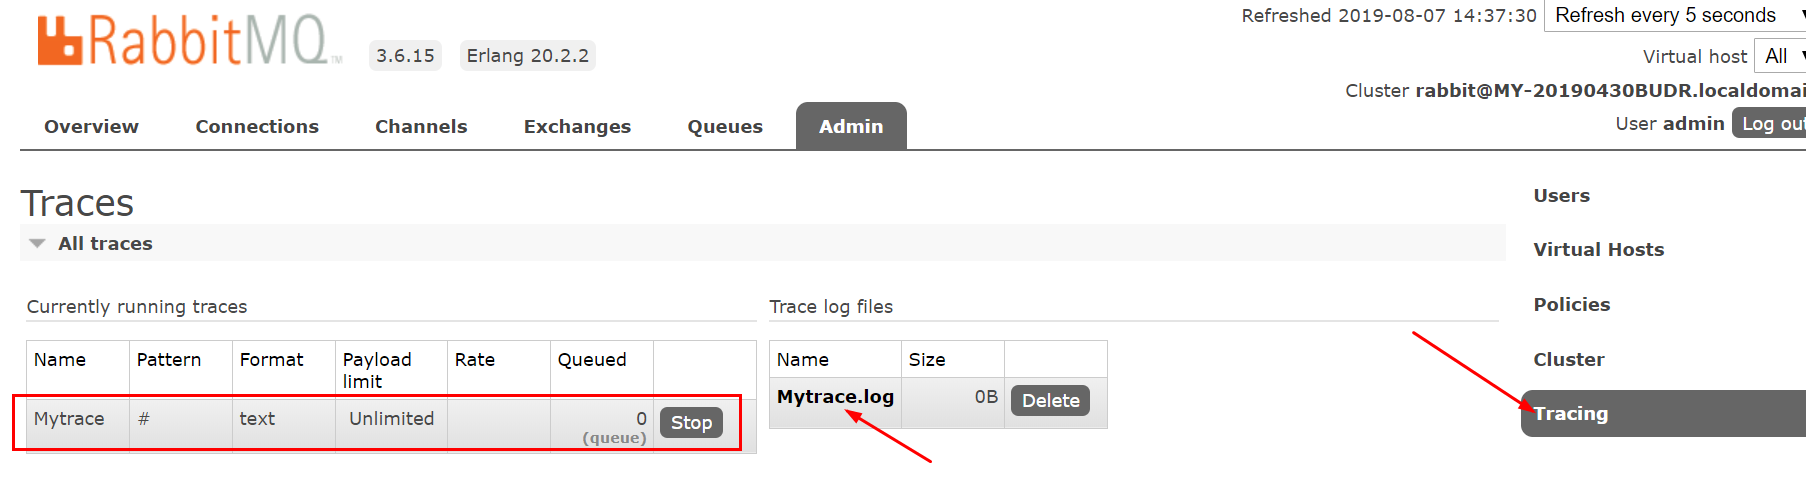 Refreshed 2019-08-07 14:37:30 Refresh every 5 seconds
RabbitMQ TM 3.6.15 Erlang 20.2.2
Virtual host All
Cluster rabbit@MY-20190430BUDR.localdomai
User admin Log out
Overview Connections Channels Exchanges Queues Admin
Traces
All traces
Currently running traces
Name Pattern Format Payload limit Rate Queued
Mytrace # text Unlimited 0 (queue) Stop
Trace log files
Name Size
Mytrace.log 0B Delete
Users
Virtual Hosts
Policies
Cluster
Tracing